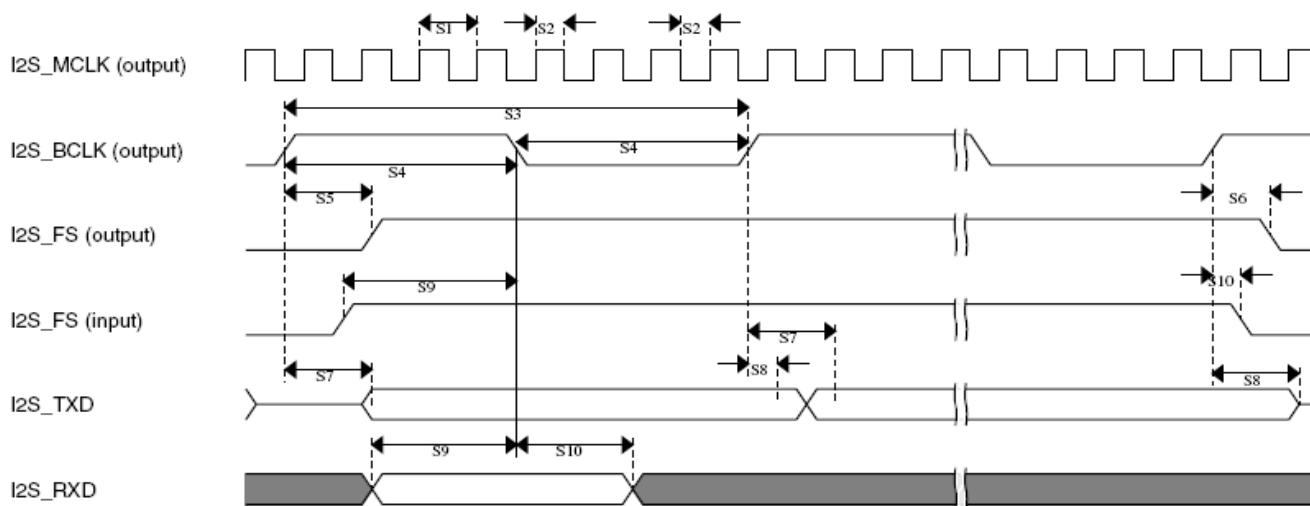 S1
S2
S2
I2S_MCLK (output)
S3
I2S_BCLK (output)
S4
S4
S5
S6
I2S_FS (output)
S9
S10
I2S_FS (input)
S7
S8
S7
S8
I2S_TXD
S9
S10
I2S_RXD